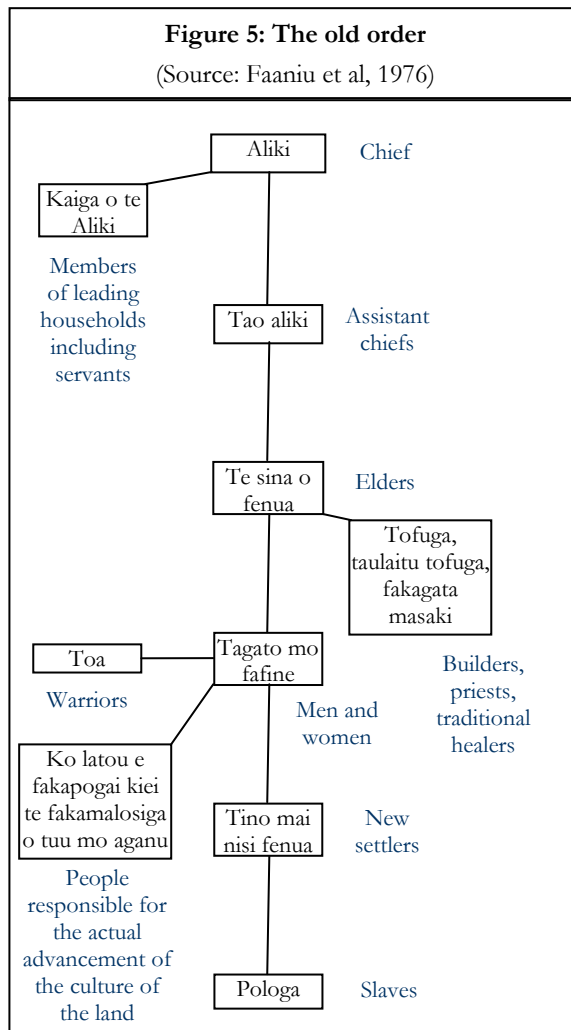 Figure 5: The old order
(Source: Faaniu et al, 1976)
Aliki
Chief
Kaiga o te
Aliki
Members
of leading
households
including
servants
Tao aliki
Assistant
chiefs
Te sina o
fenua
Elders
Tofuga,
taulaitu tofuga,
fakagata
masaki
Builders,
priests,
traditional
healers
Toa
Warriors
Tagato mo
fafine
Men and
women
Ko latou e
fakapogai kiei
te fakamalosiga
o tuu mo aganu
People
responsible for
the actual
advancement of
the culture of
the land
Tino mai
nisi fenua
New
settlers
Pologa
Slaves